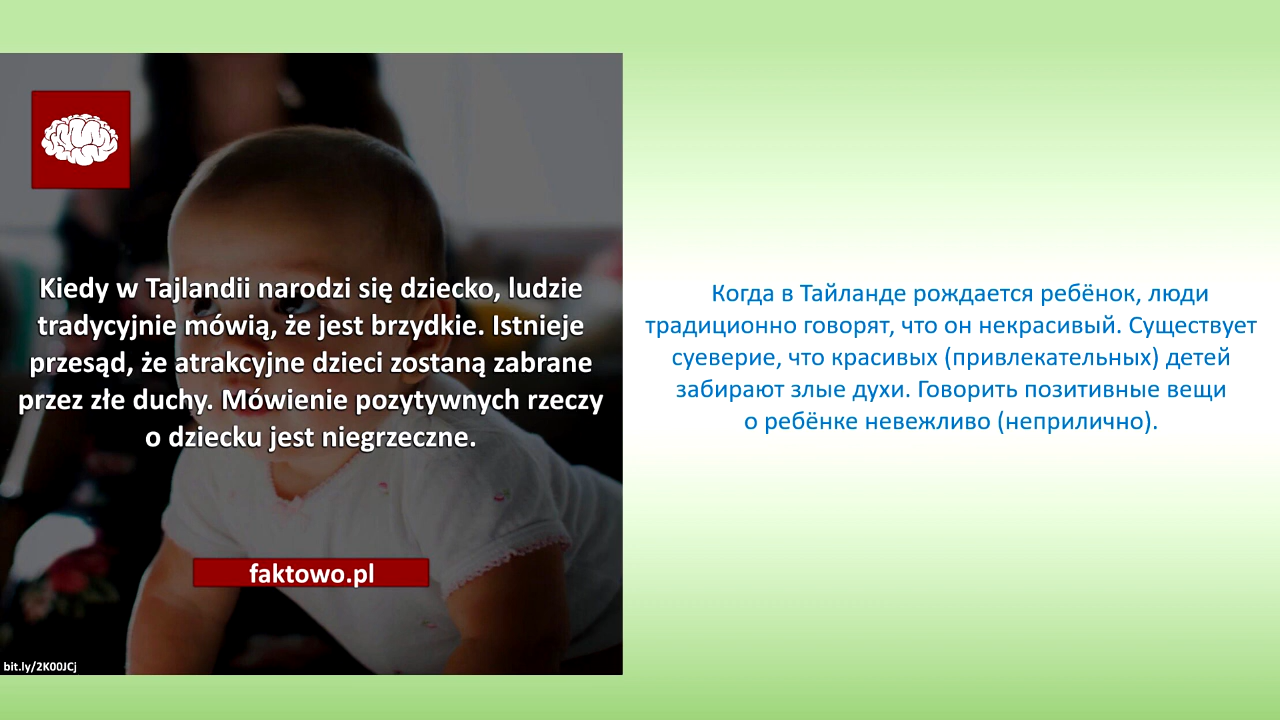 Kiedy w Tajlandii narodzi się dziecko, ludzie
tradycyjnie mówią, że jest brzydkie. Istnieje
przesąd, że atrakcyjne dzieci zostaną zabrane
przez złe duchy. Mówienie pozytywnych rzeczy
o dziecku jest niegrzeczne.
faktowo.pl
bit.ly/2K00JCj
Когда в Тайланде рождается ребёнок, люди
традиционно говорят, что он некрасивый. Существует
суеверие, что красивых (привлекательных) детей
забирают злые духи. Говорить позитивные вещи
о ребёнке невежливо (неприлично).